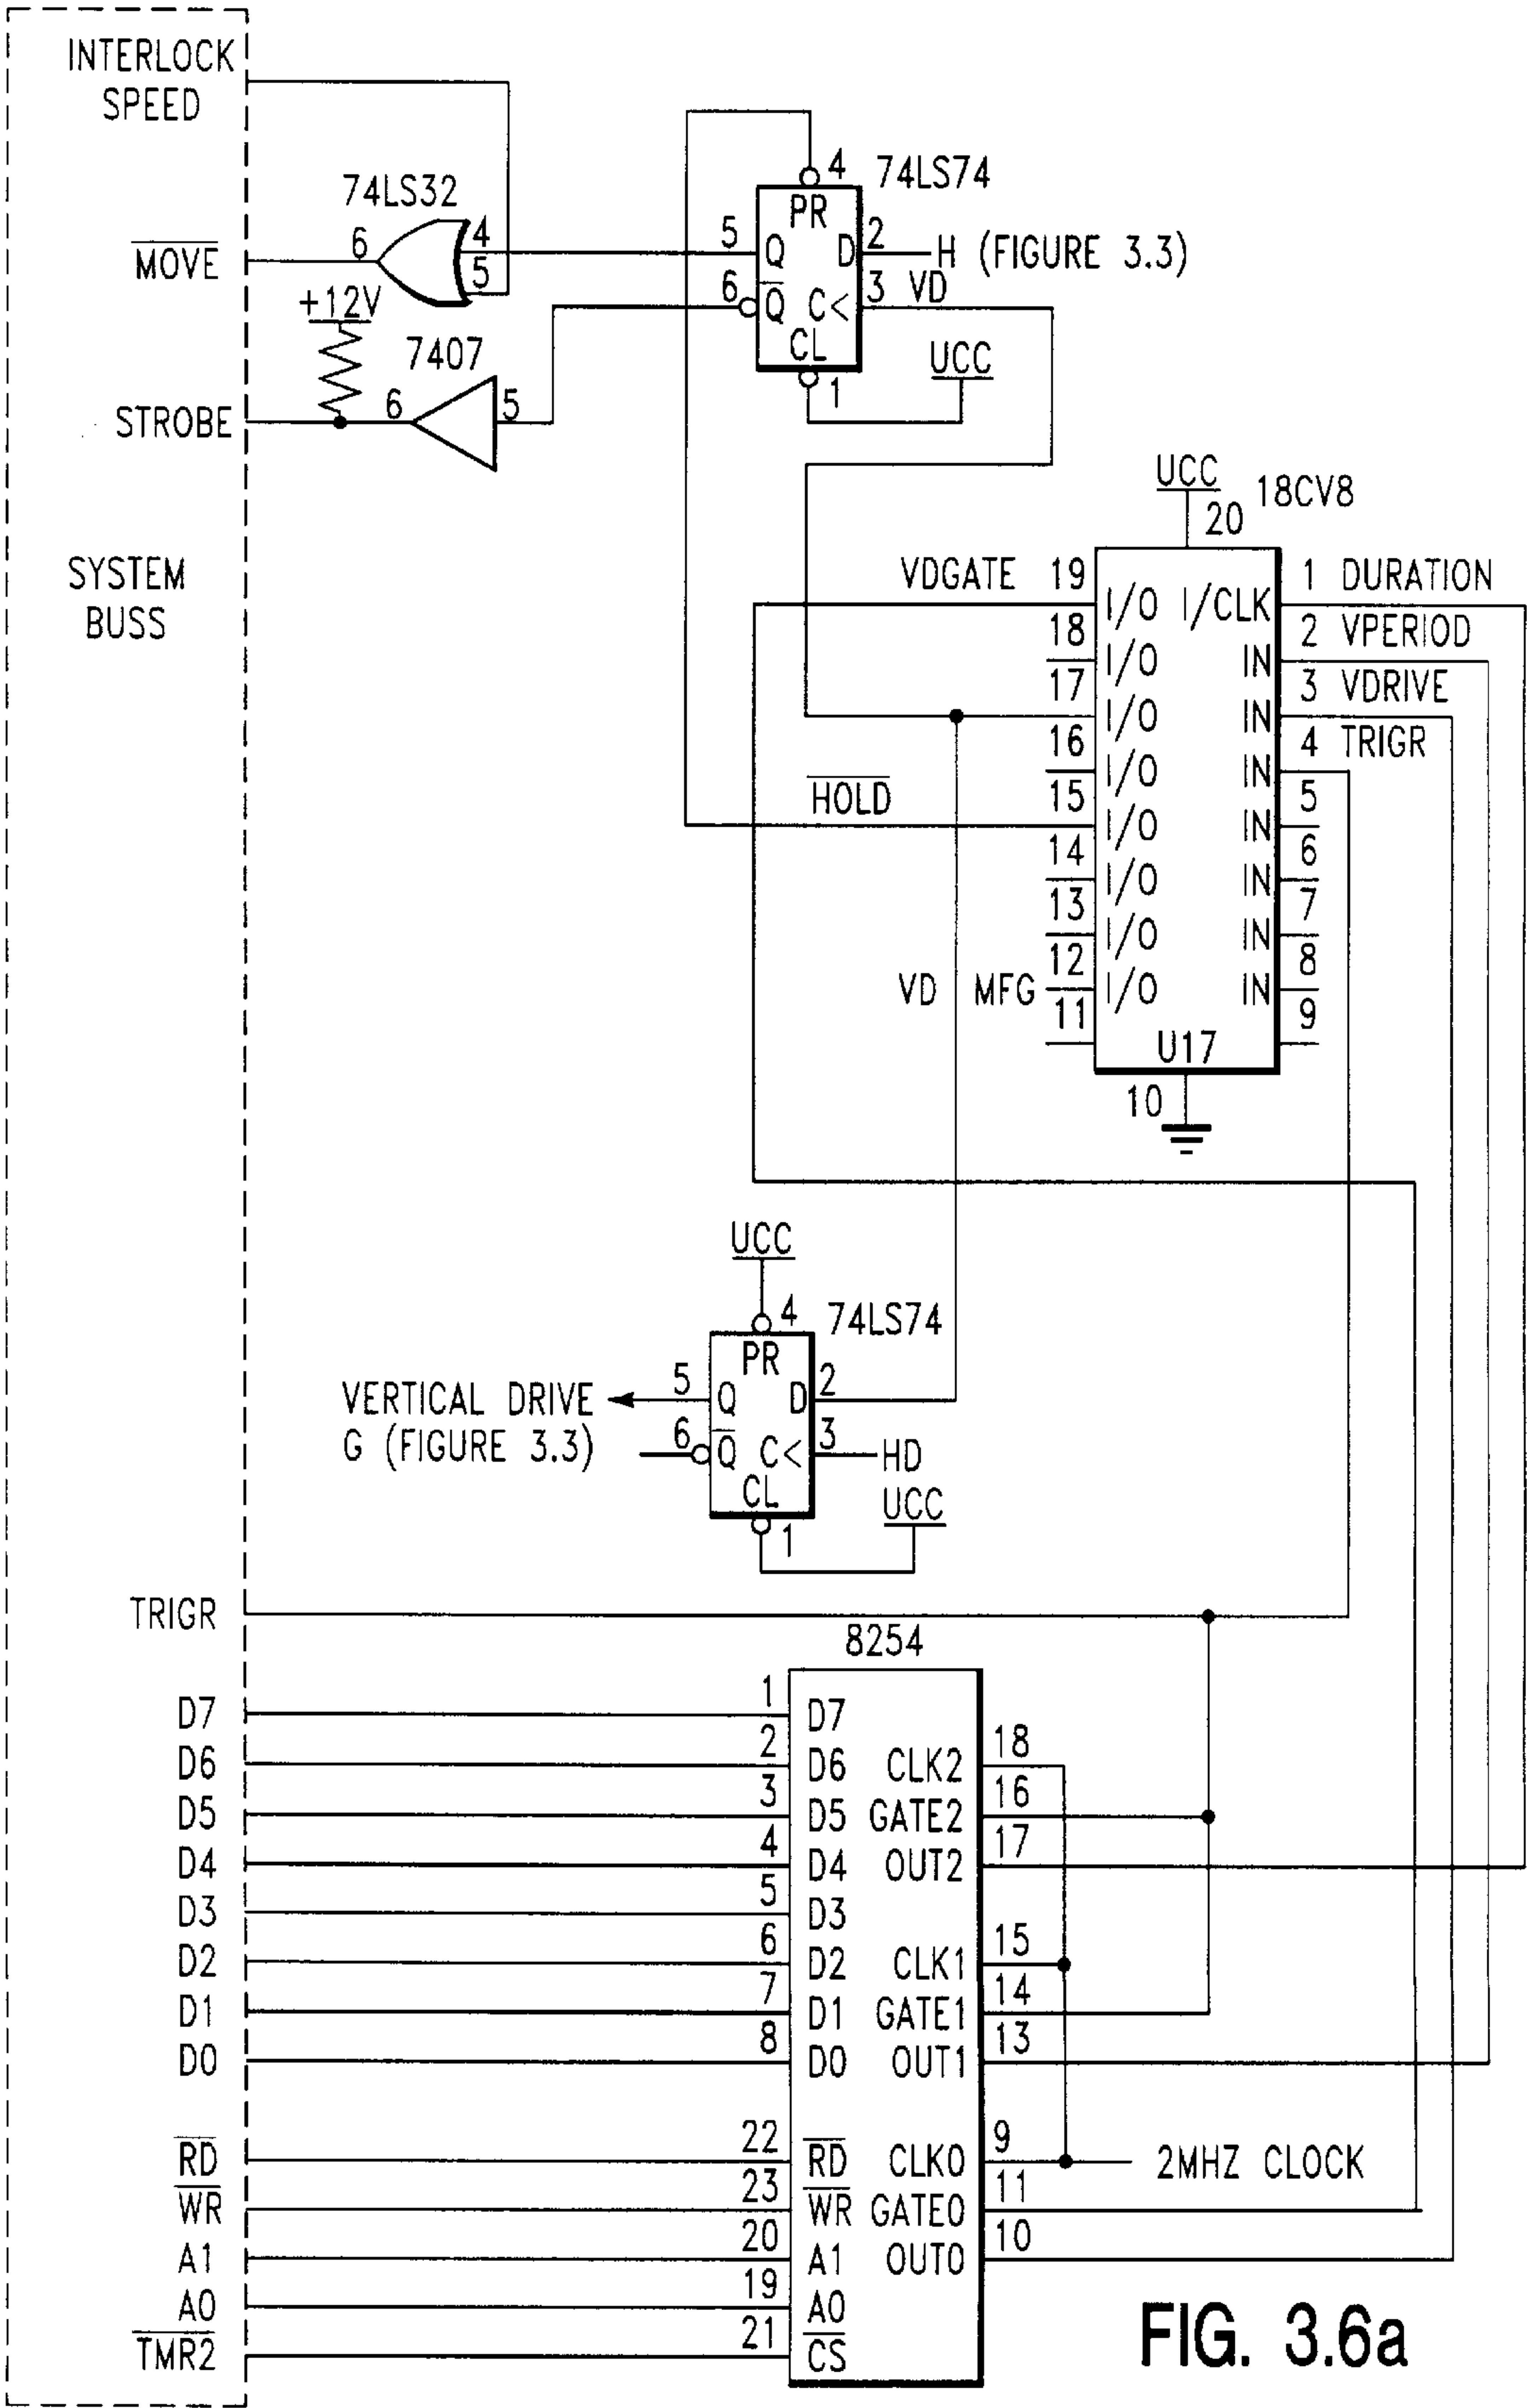 INTERLOCK
SPEED
74LS32
6
4
5
MOVE
+12V
7407
6
5
STROBE
SYSTEM
BUSS
4
74LS74
PR
5
Q
D
2
H (FIGURE 3.3)
6
Q
C<
3
VD
CL
1
UCC
UCC
20
18CV8
VDGATE
19
I/O
I/CLK
1
DURATION
18
I/O
IN
2
VPERIOD
17
I/O
IN
3
VDRIVE
16
I/O
IN
4
TRIGR
HOLD
15
I/O
IN
5
14
I/O
IN
6
13
I/O
IN
7
VD
MFG
12
I/O
IN
8
11
9
U17
10
UCC
4
74LS74
PR
VERTICAL DRIVE
G (FIGURE 3.3)
5
Q
D
2
6
Q
C<
3
HD
CL
1
UCC
TRIGR
8254
D7
1
D7
D6
2
D6
CLK2
18
D5
3
D5
GATE2
16
D4
4
D4
OUT2
17
D3
5
D3
D2
6
D2
CLK1
15
D1
7
D1
GATE1
14
D0
8
D0
OUT1
13
RD
22
RD
CLK0
9
2MHZ CLOCK
WR
23
WR
GATE0
11
A1
20
A1
OUT0
10
A0
19
A0
TMR2
21
CS
FIG. 3.6a